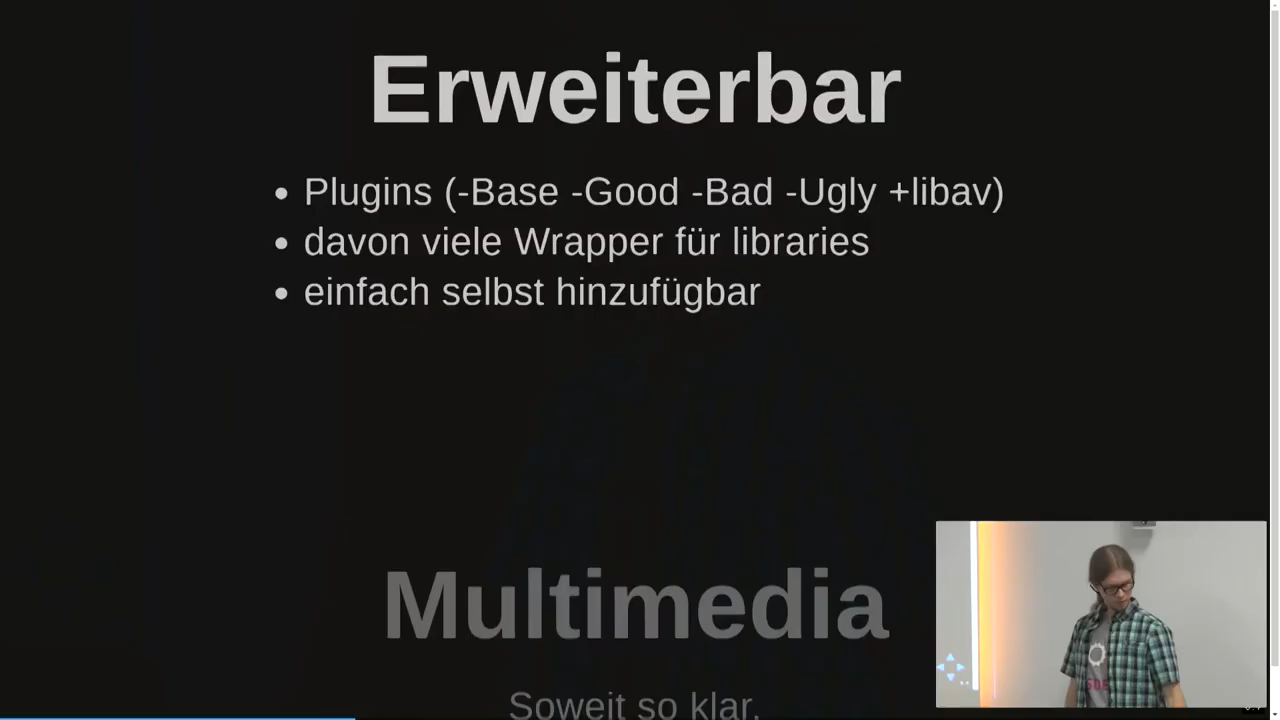 Erweiterbar
• Plugins (-Base -Good -Bad -Ugly +libav)
• davon viele Wrapper für libraries
• einfach selbst hinzufügbar
Multimedia
Soweit so klar.